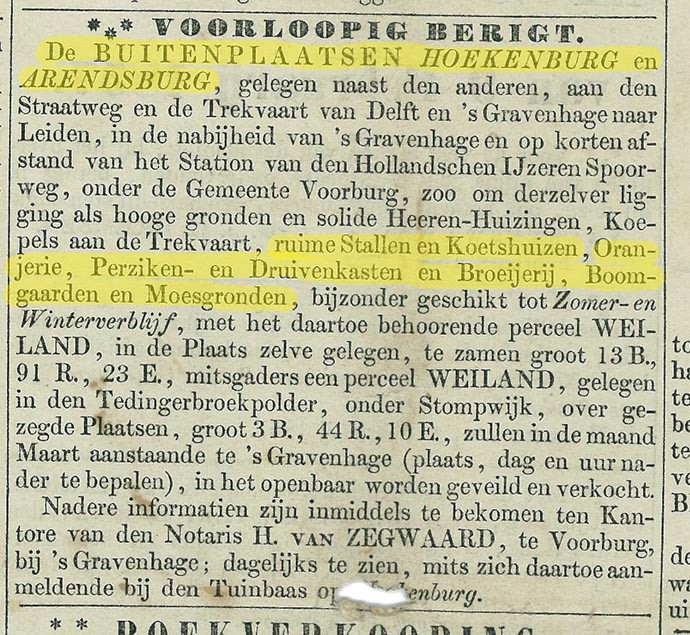 *** VOORLOOPIG BERIGT.
De BUITENPLAATSEN HOEKENBURG en
ARENDSBURG, gelegen naast den anderen, aan den
Straatweg en de Trekvaart van Delft en 's Gravenhage naar
Leiden, in de nabijheid van 's Gravenhage en op korten af-
stand van het Station van den Hollandschen IJzeren Spoor-
weg, onder de Gemeente Voorburg, zoo om derzelver lig-
ging als hooge gronden en solide Heeren-Huizingen, Koe-
pels aan de Trekvaart, ruime Stallen en Koetshuizen, Oran-
jerie, Perziken- en Druivenkasten en Broeijerij, Boom-
gaarden en Moesgronden, bijzonder geschikt tot Zomer- en
Winterverblijf, met het daartoe behoorende perceel WEI-
LAND, in de Plaats zelve gelegen, te zamen groot 13 B.,
91 R., 23 E., mitsgaders een perceel WEILAND, gelegen
in den Tedingerbroekpolder, onder Stompwijk, over ge-
zegde Plaatsen, groot 3 B., 44 R., 10 E., zullen in de maand
Maart aanstaande te 's Gravenhage (plaats, dag en uur na-
der te bepalen), in het openbaar worden geveild en verkocht.
Nadere informatien zijn inmiddels te bekomen ten Kan-
tore van den Notaris H. VAN ZEGWAARD, te Voorburg,
bij 's Gravenhage; dagelijks te zien, mits zich daartoe aan-
meldende bij den Tuinbaas op enburg.
** BOEKVERKOOPING